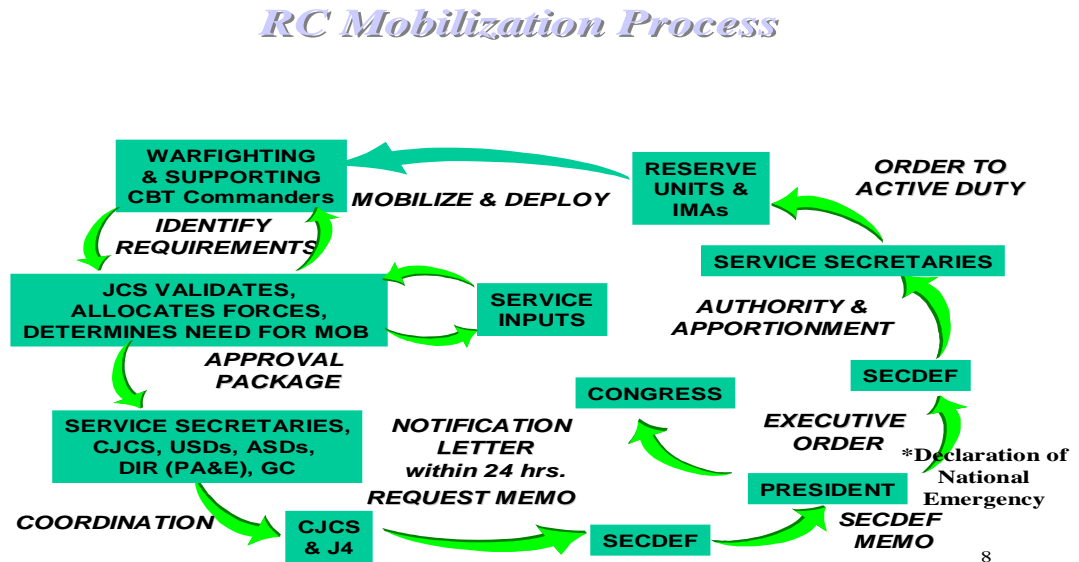 RC Mobilization Process
WARFIGHTING
& SUPPORTING
CBT Commanders
MOBILIZE & DEPLOY
RESERVE
UNITS &
IMAs
ORDER TO
ACTIVE DUTY
IDENTIFY
REQUIREMENTS
SERVICE SECRETARIES
JCS VALIDATES,
ALLOCATES FORCES,
DETERMINES NEED FOR MOB
SERVICE
INPUTS
AUTHORITY &
APPORTIONMENT
APPROVAL
PACKAGE
SECDEF
CONGRESS
SERVICE SECRETARIES,
CJCS, USDs, ASDs,
DIR (PA&E), GC
NOTIFICATION
LETTER
within 24 hrs.
EXECUTIVE
ORDER
*Declaration of
National
Emergency
REQUEST MEMO
PRESIDENT
COORDINATION
CJCS
& J4
SECDEF
SECDEF
MEMO
8